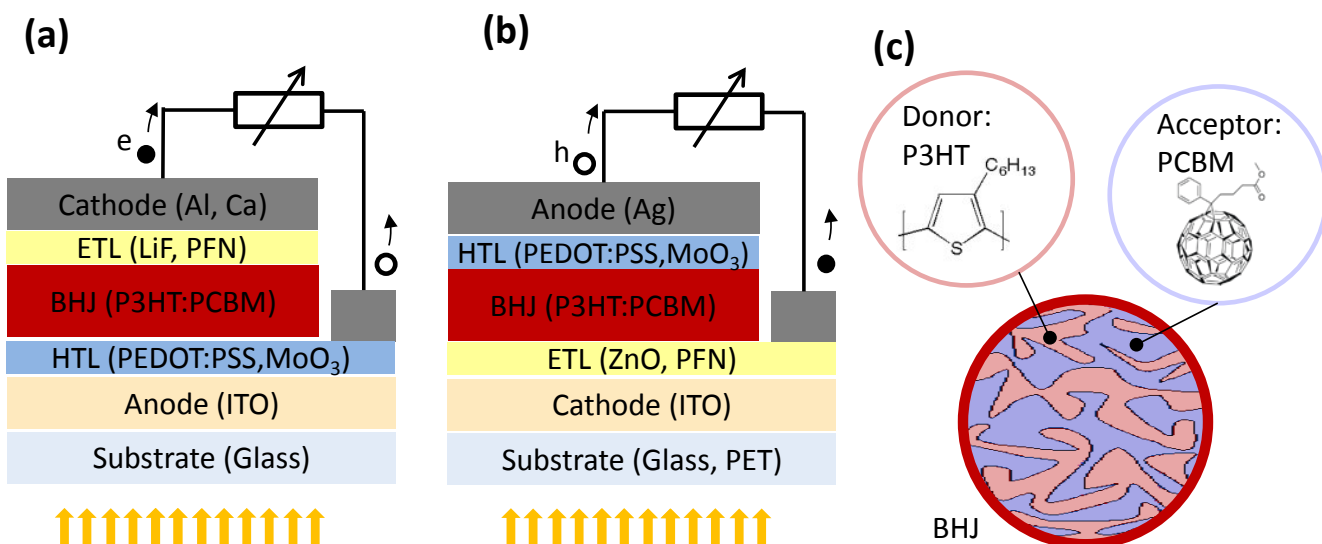 (a)
e
Cathode (Al, Ca)
ETL (LiF, PFN)
BHJ (P3HT:PCBM)
HTL (PEDOT:PSS,MoO₃)
Anode (ITO)
Substrate (Glass)
(b)
h
Anode (Ag)
HTL (PEDOT:PSS,MoO₃)
BHJ (P3HT:PCBM)
ETL (ZnO, PFN)
Cathode (ITO)
Substrate (Glass, PET)
(c)
Donor:
P3HT
C₆H₁₃
S
Acceptor:
PCBM
O
O
BHJ